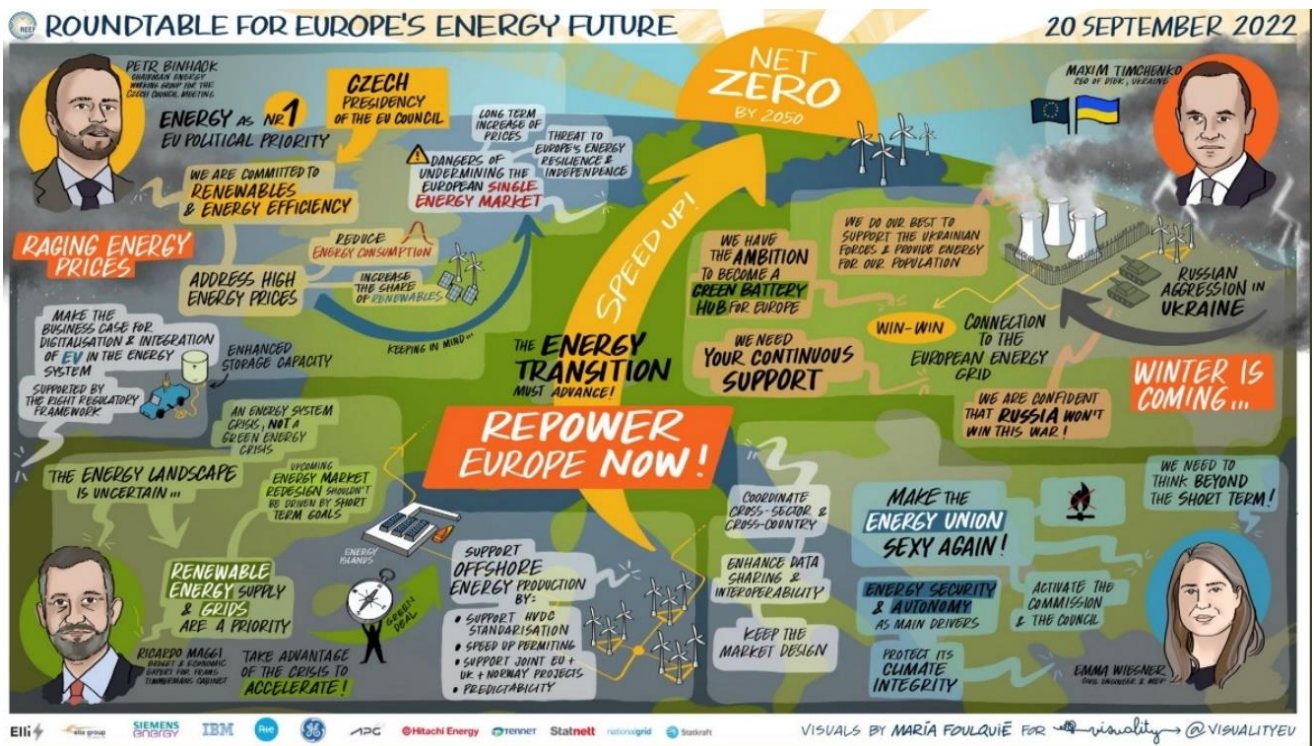 ROUNDTABLE FOR EUROPE'S ENERGY FUTURE
20 SEPTEMBER 2022
PETR BINHACK
CHAIRMAN ENERGY
WORKING GROUP FOR THE
CZECH COUNCIL MEETING
ENERGY AS NR 1
EU POLITICAL PRIORITY
CZECH
PRESIDENCY
OF THE EU COUNCIL
WE ARE COMMITTED TO
RENEWABLES
& ENERGY EFFICIENCY
LONG TERM
INCREASE OF
PRICES
THREAT TO
EUROPE'S ENERGY
RESILIENCE &
INDEPENDENCE
DANGERS OF
UNDERMINING THE
EUROPEAN SINGLE
ENERGY MARKET
RAGING ENERGY
PRICES
ADDRESS HIGH
ENERGY PRICES
REDUCE
ENERGY CONSUMPTION
INCREASE
THE SHARE
OF RENEWABLES
KEEPING IN MIND...
MAKE THE
BUSINESS CASE FOR
DIGITALISATION & INTEGRATION
OF EV IN THE ENERGY
SYSTEM
SUPPORTED BY
THE RIGHT REGULATORY
FRAMEWORK
ENHANCED
STORAGE CAPACITY
NET
ZERO
BY 2050
SPEED UP!
THE ENERGY
TRANSITION
MUST ADVANCE!
REPOWER
EUROPE NOW!
MAXIM TIMCHENKO
CEO OF DTEK, UKRAINE
WE DO OUR BEST TO
SUPPORT THE UKRAINIAN
FORCES & PROVIDE ENERGY
FOR OUR POPULATION
WE HAVE
THE AMBITION
TO BECOME A
GREEN BATTERY
HUB FOR EUROPE
WE NEED
YOUR CONTINUOUS
SUPPORT
WIN-WIN
CONNECTION
TO THE
EUROPEAN ENERGY
GRID
RUSSIAN
AGGRESSION IN
UKRAINE
WINTER IS
COMING...
WE ARE CONFIDENT
THAT RUSSIA WON'T
WIN THIS WAR!
AN ENERGY SYSTEM
CRISIS, NOT A
GREEN ENERGY
CRISIS
THE ENERGY LANDSCAPE
IS UNCERTAIN...
UPCOMING
ENERGY MARKET
REDESIGN SHOULDN'T
BE DRIVEN BY SHORT
TERM GOALS
RENEWABLE
ENERGY SUPPLY
& GRIDS
ARE A PRIORITY
RICARDO MAGGI
BUDGET & ECONOMIC
EXPERT FOR FRANS
TIMMERMANS CABINET
TAKE ADVANTAGE
OF THE CRISIS TO
ACCELERATE!
GREEN
DEAL
ENERGY
ISLANDS
SUPPORT
OFFSHORE
ENERGY PRODUCTION
BY:
• SUPPORT HVDC
STANDARISATION
• SPEED UP PERMITING
• SUPPORT JOINT EU +
UK + NORWAY PROJECTS
• PREDICTABILITY
COORDINATE
CROSS-SECTOR &
CROSS-COUNTRY
ENHANCE DATA
SHARING &
INTEROPERABILITY
KEEP THE
MARKET DESIGN
MAKE THE
ENERGY UNION
SEXY AGAIN!
WE NEED TO
THINK BEYOND
THE SHORT TERM!
ENERGY SECURITY
& AUTONOMY
AS MAIN DRIVERS
ACTIVATE THE
COMMISSION
& THE COUNCIL
PROTECT ITS
CLIMATE
INTEGRITY
EMMA WIESNER
CIVIL ENGINEER & MEP
Elli
elia group
SIEMENS
ENERGY
IBM
Ree
APG
Hitachi Energy
TENNET
Statnett
nationalgrid
Statkraft
VISUALS BY MARÍA FOULQUIÉ FOR visuality @VISUALITYEU